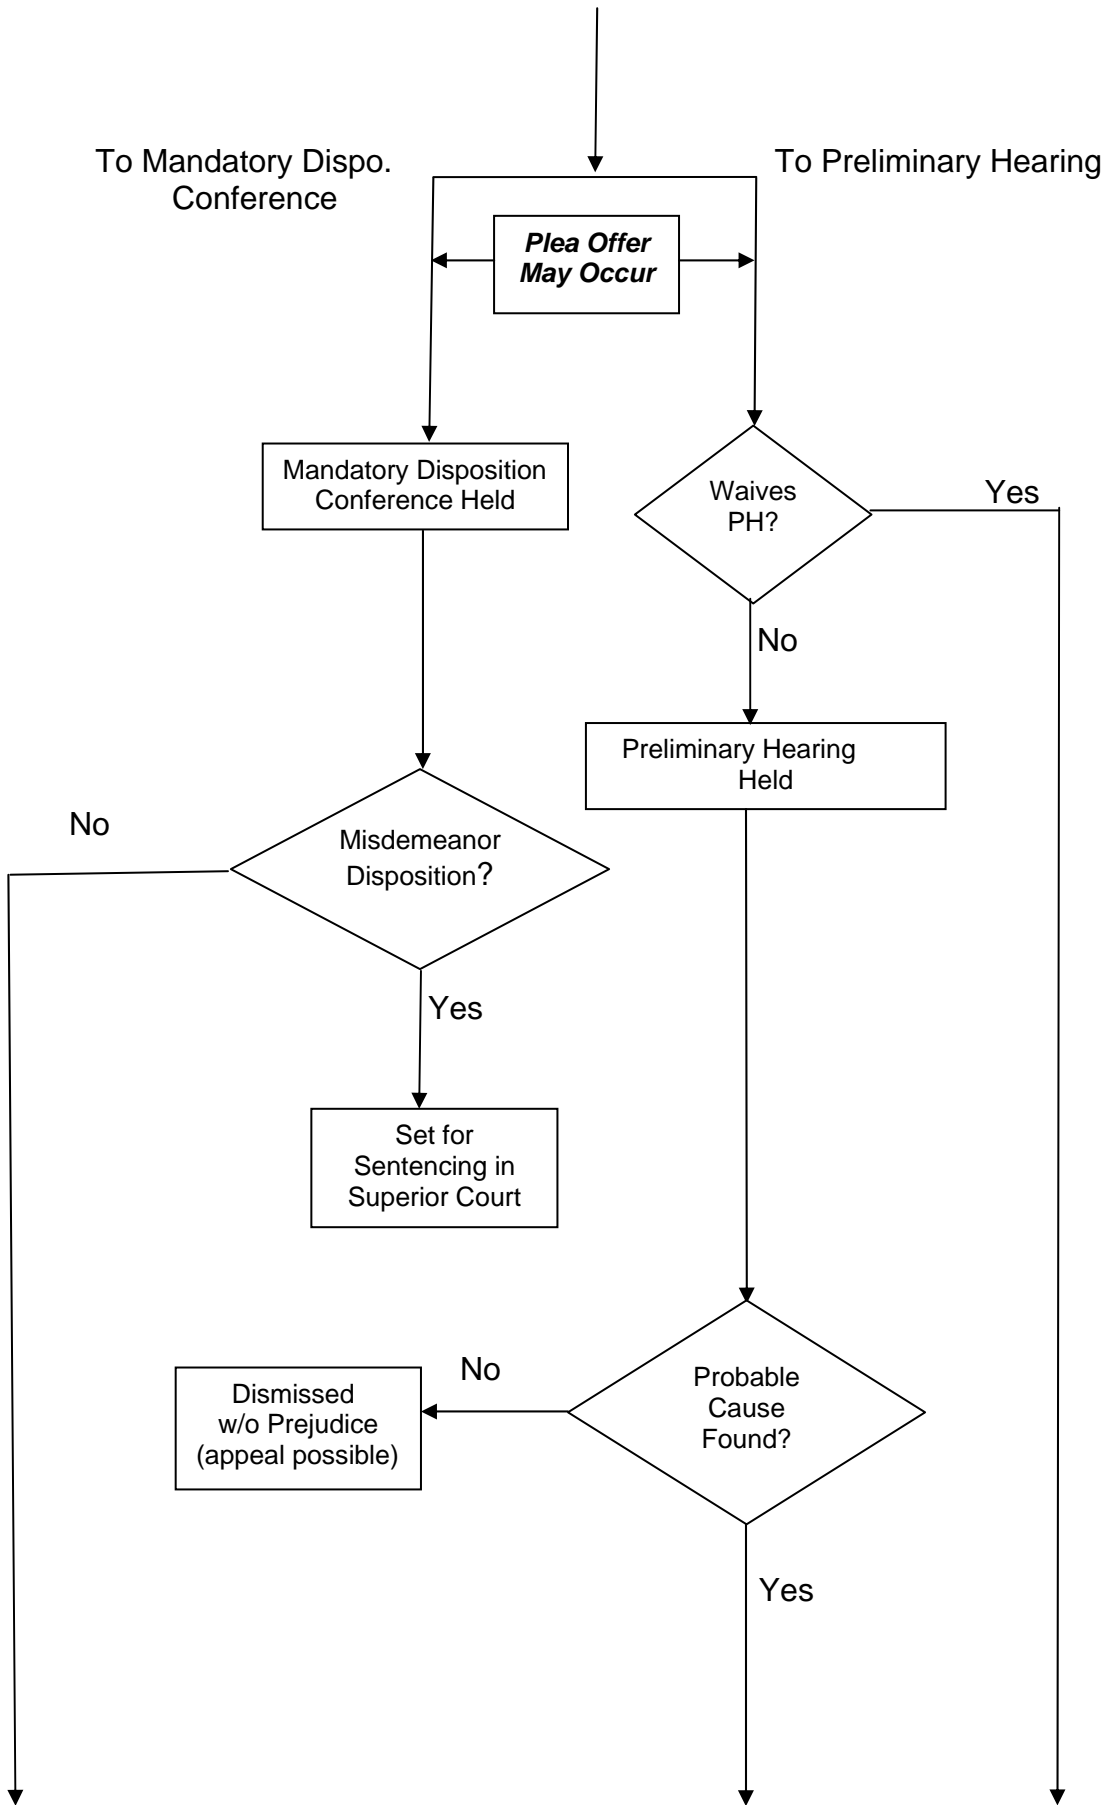 To Mandatory Dispo.
Conference
To Preliminary Hearing
Plea Offer
May Occur
Mandatory Disposition
Conference Held
Waives
PH?
Yes
No
Preliminary Hearing
Held
No
Misdemeanor
Disposition?
Yes
Set for
Sentencing in
Superior Court
No
Dismissed
w/o Prejudice
(appeal possible)
Probable
Cause
Found?
Yes